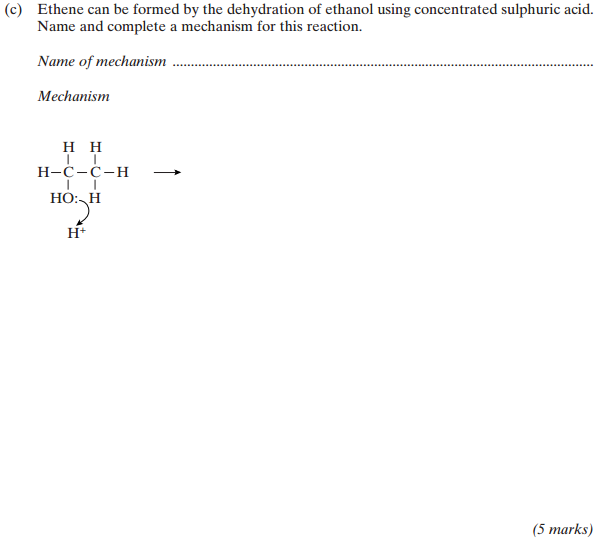 (c) Ethene can be formed by the dehydration of ethanol using concentrated sulphuric acid.
Name and complete a mechanism for this reaction.
Name of mechanism ..............................................................................................................
Mechanism
H H
H–C–C–H
HO: H
H⁺
(5 marks)